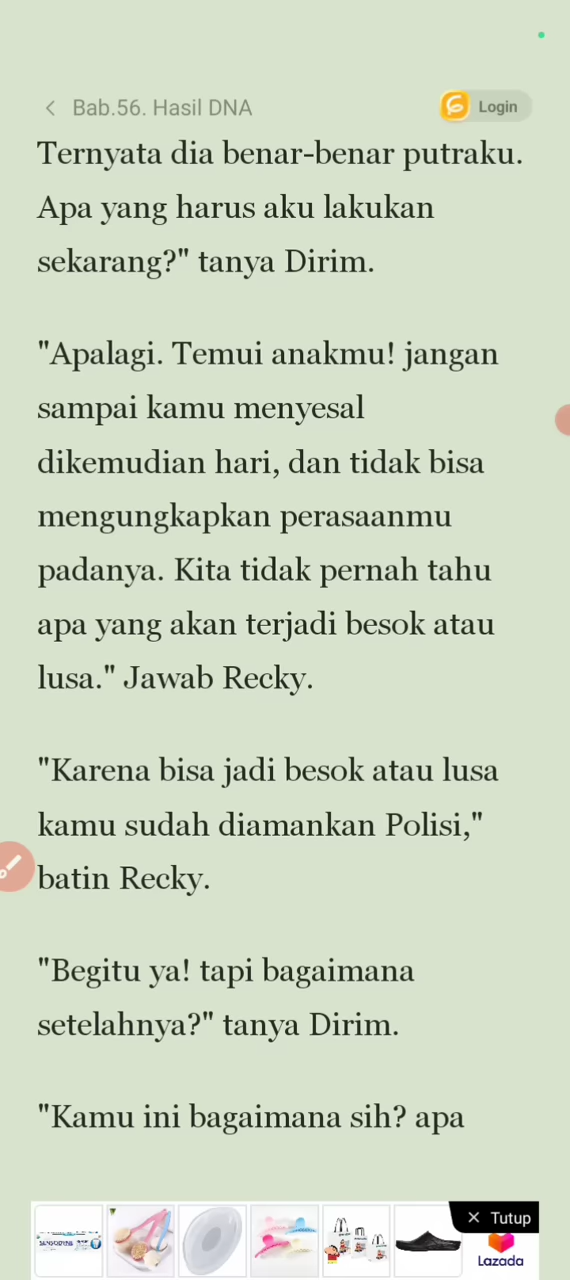 Bab.56. Hasil DNA
Login
Ternyata dia benar-benar putraku.
Apa yang harus aku lakukan
sekarang?" tanya Dirim.
"Apalagi. Temui anakmu! jangan
sampai kamu menyesal
dikemudian hari, dan tidak bisa
mengungkapkan perasaanmu
padanya. Kita tidak pernah tahu
apa yang akan terjadi besok atau
lusa." Jawab Recky.
"Karena bisa jadi besok atau lusa
kamu sudah diamankan Polisi,"
batin Recky.
"Begitu ya! tapi bagaimana
setelahnya?" tanya Dirim.
"Kamu ini bagaimana sih? apa
Tutup
SENSODYNE
Lazada